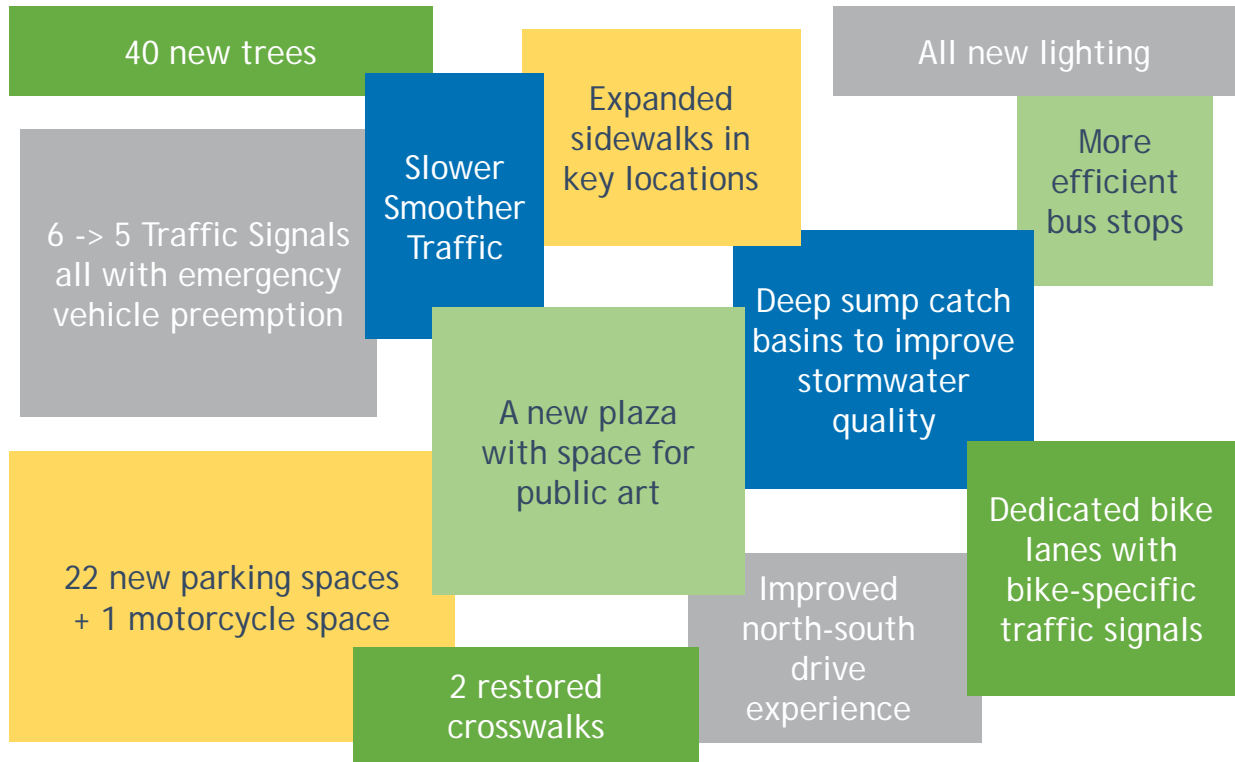 40 new trees
All new lighting
Expanded
sidewalks in
key locations
More
efficient
bus stops
Slower
Smoother
Traffic
6 -> 5 Traffic Signals
all with emergency
vehicle preemption
Deep sump catch
basins to improve
stormwater
quality
A new plaza
with space for
public art
Dedicated bike
lanes with
bike-specific
traffic signals
22 new parking spaces
+ 1 motorcycle space
Improved
north-south
drive
experience
2 restored
crosswalks